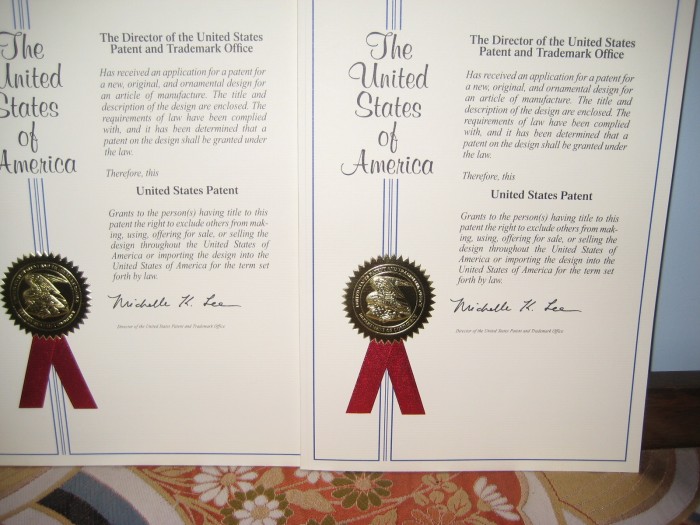 The
United
States
of
America
The Director of the United States
Patent and Trademark Office
Has received an application for a patent for
a new, original, and ornamental design for
an article of manufacture. The title and
description of the design are enclosed. The
requirements of law have been complied
with, and it has been determined that a
patent on the design shall be granted under
the law.
Therefore, this
United States Patent
Grants to the person(s) having title to this
patent the right to exclude others from mak-
ing, using, offering for sale, or selling the
design throughout the United States of
America or importing the design into the
United States of America for the term set
forth by law.
Michelle K. Lee
Director of the United States Patent and Trademark Office
The
United
States
of
America
The Director of the United States
Patent and Trademark Office
Has received an application for a patent for
a new, original, and ornamental design for
an article of manufacture. The title and
description of the design are enclosed. The
requirements of law have been complied
with, and it has been determined that a
patent on the design shall be granted under
the law.
Therefore, this
United States Patent
Grants to the person(s) having title to this
patent the right to exclude others from mak-
ing, using, offering for sale, or selling the
design throughout the United States of
America or importing the design into the
United States of America for the term set
forth by law.
Michelle K. Lee
Director of the United States Patent and Trademark Office